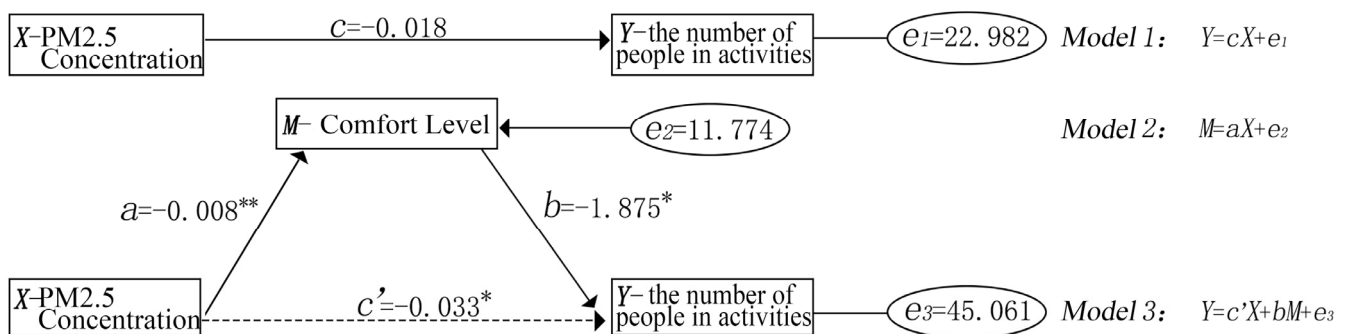 c=-0.018
X-PM2.5
Concentration
Y-the number of
people in activities
e1=22.982
Model 1: Y=cX+e1
M- Comfort Level
e2=11.774
Model 2: M=aX+e2
a=-0.008**
b=-1.875*
X-PM2.5
Concentration
c’=-0.033*
Y-the number of
people in activities
e3=45.061
Model 3: Y=c’X+bM+e3